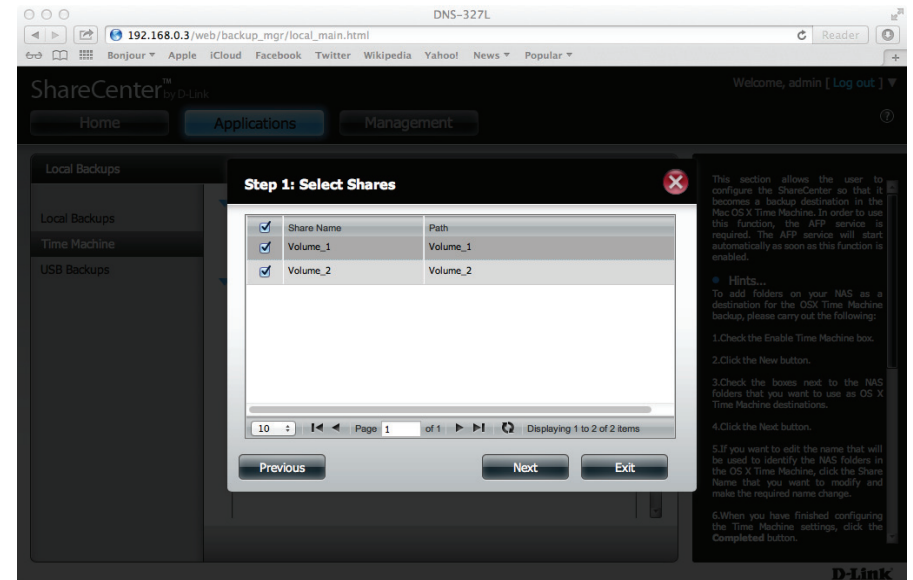 DNS-327L
192.168.0.3/web/backup_mgr/local_main.html
Reader
Bonjour Apple iCloud Facebook Twitter Wikipedia Yahoo! News Popular
ShareCenter™ by D-Link
Welcome, admin [ Log out ]
Home Applications Management
Local Backups
Local Backups
Time Machine
USB Backups
Step 1: Select Shares
Share Name Path
Volume_1 Volume_1
Volume_2 Volume_2
10 Page 1 of 1 Displaying 1 to 2 of 2 items
Previous Next Exit
This section allows the user to
configure the ShareCenter so that it
becomes a backup destination in the
Mac OS X Time Machine. In order to use
this function, the AFP service is
required. The AFP service will start
automatically as soon as this function is
enabled.
Hints...
To add folders on your NAS as a
destination for the OSX Time Machine
backup, please carry out the following:
1.Check the Enable Time Machine box.
2.Click the New button.
3.Check the boxes next to the NAS
folders that you want to use as OS X
Time Machine destinations.
4.Click the Next button.
5.If you want to edit the name that will
be used to identify the NAS folders in
the OS X Time Machine, click the Share
Name that you want to modify and
make the required name change.
6.When you have finished configuring
the Time Machine settings, click the
Completed button.
D-Link